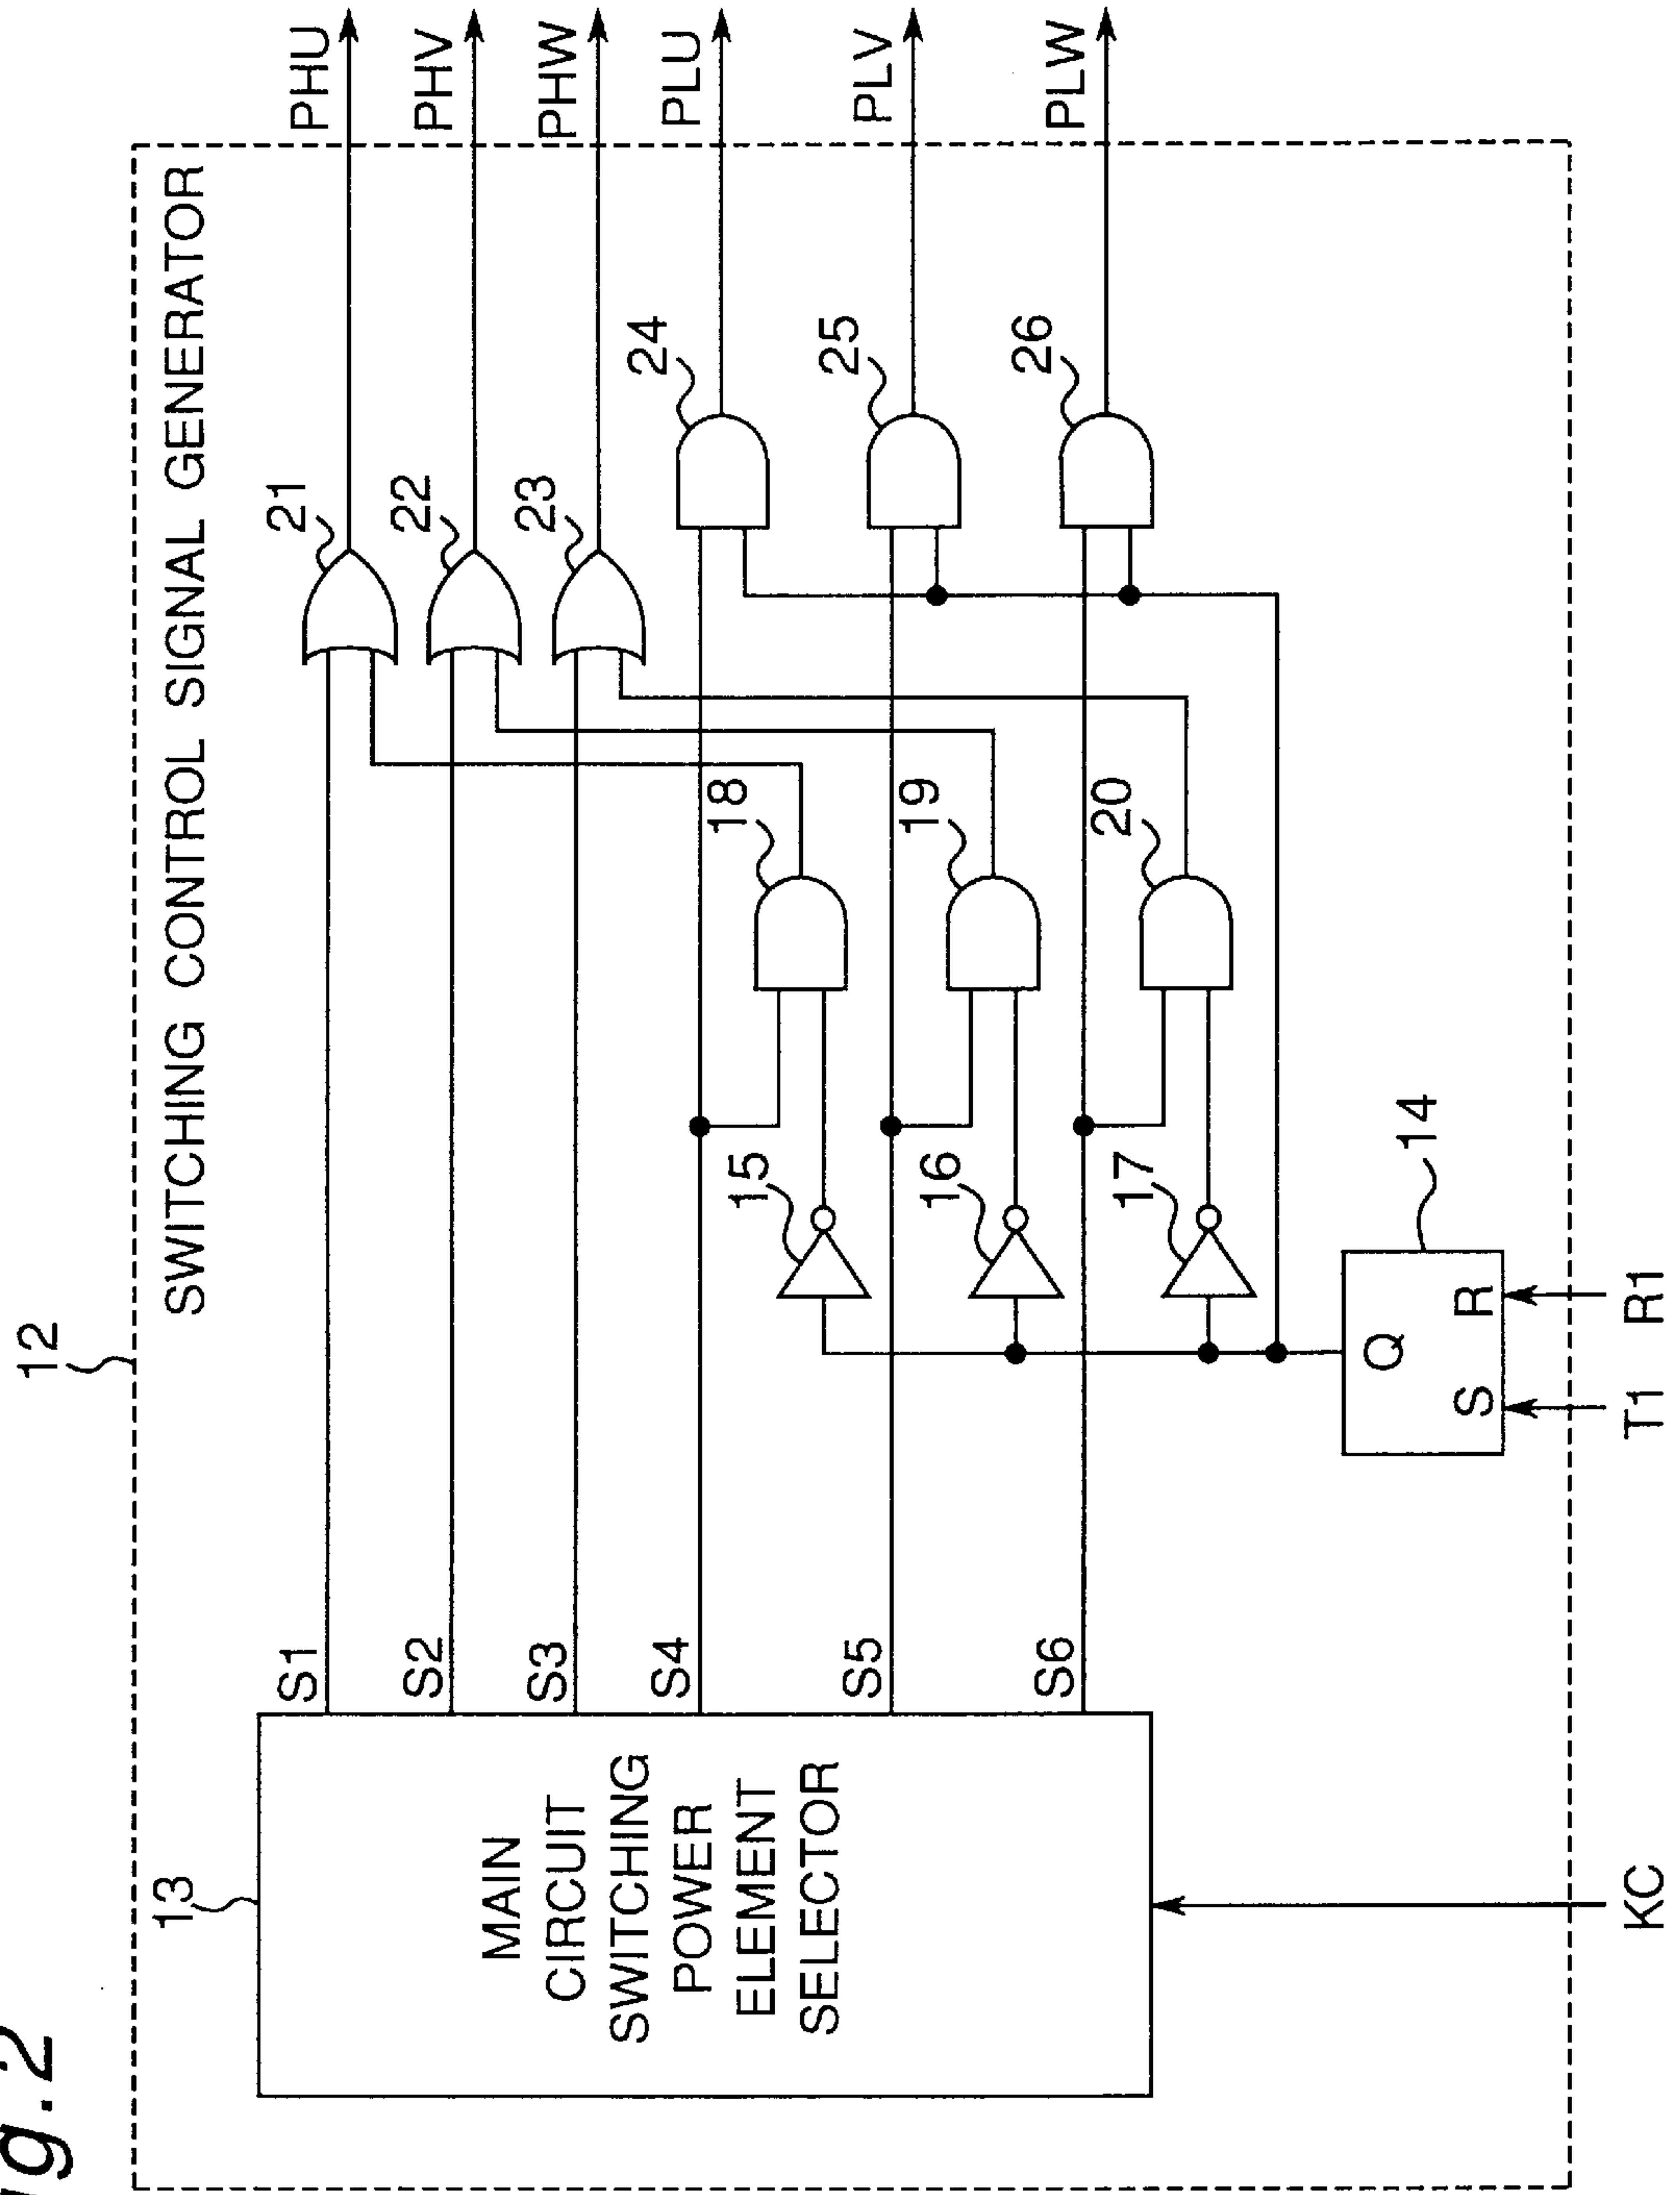 Fig.2
12
SWITCHING CONTROL SIGNAL GENERATOR
13
MAIN
CIRCUIT
SWITCHING
POWER
ELEMENT
SELECTOR
S1
S2
S3
S4
S5
S6
21
22
23
24
25
26
18
19
20
15
16
17
14
Q
S
R
PHU
PHV
PHW
PLU
PLV
PLW
KC
T1
R1